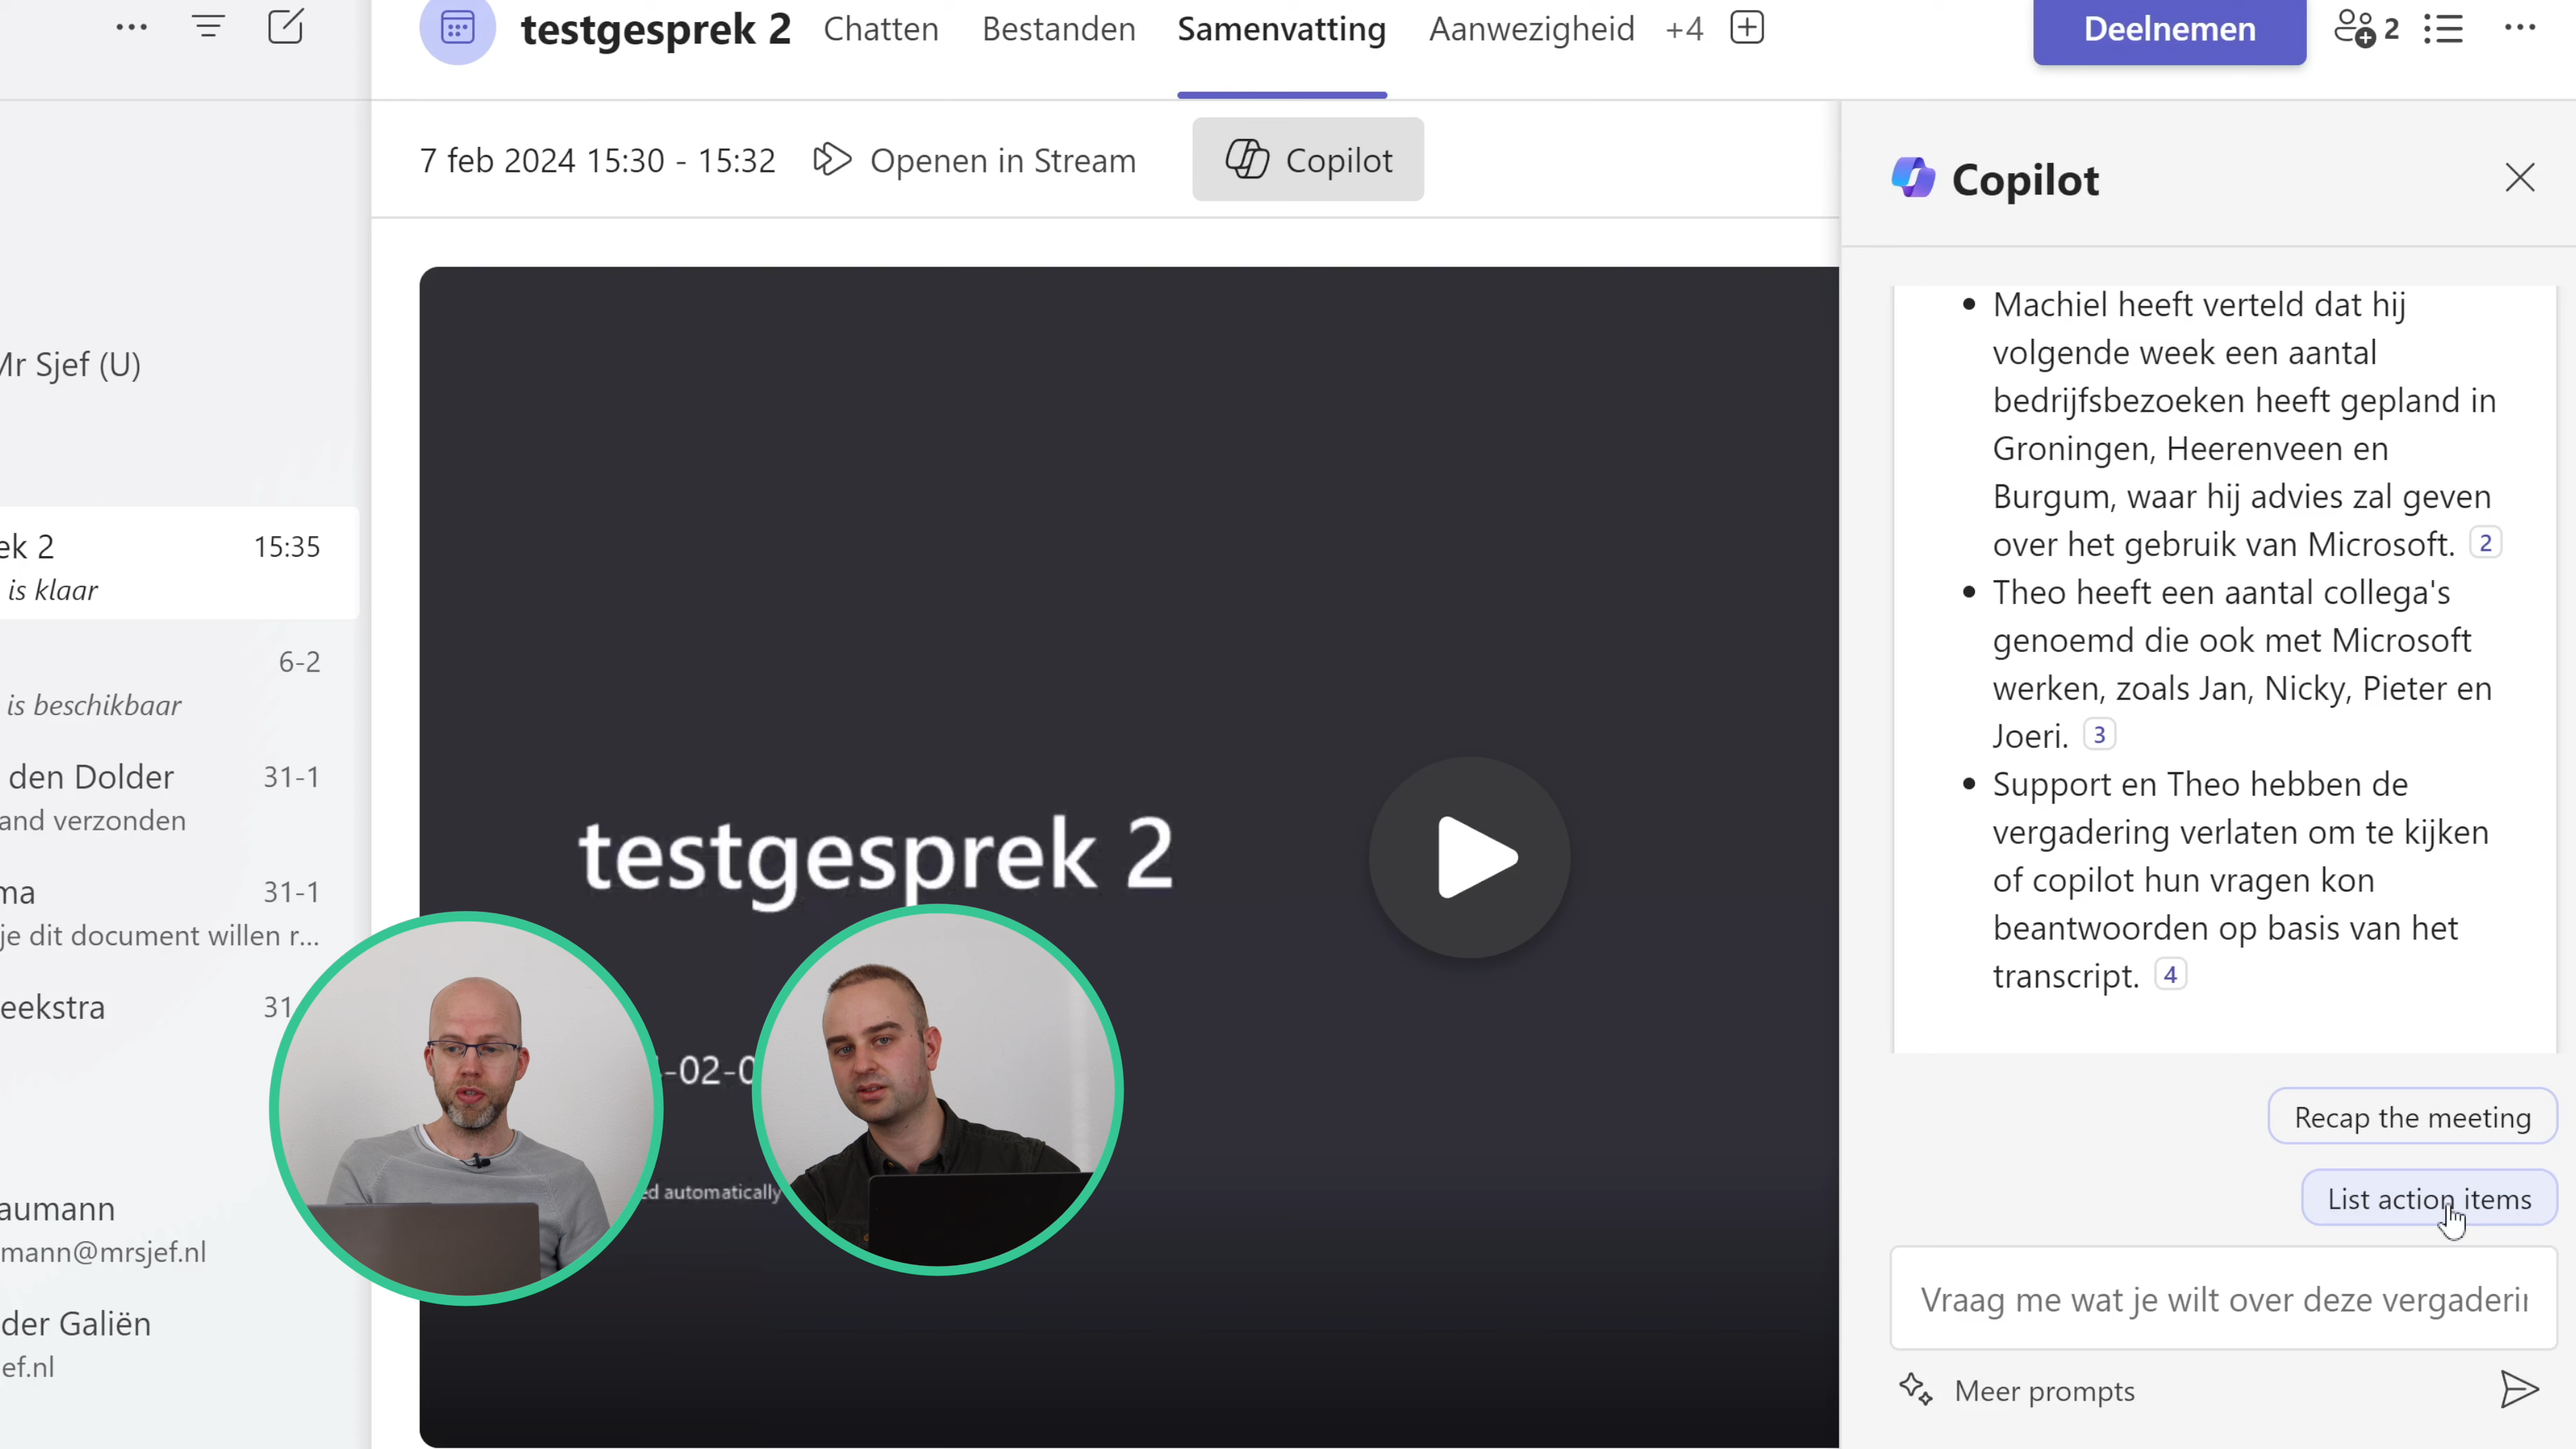 testgesprek 2
Chatten
Bestanden
Samenvatting
Aanwezigheid
+4
Deelnemen
2
7 feb 2024 15:30 - 15:32
Openen in Stream
Copilot
Mr Sjef (U)
ek 2
15:35
is klaar
6-2
is beschikbaar
den Dolder
31-1
and verzonden
ma
31-1
je dit document willen r...
eekstra
31
aumann
mann@mrsjef.nl
der Galiën
ef.nl
testgesprek 2
-02-0
ed automatically
Copilot
• Machiel heeft verteld dat hij
volgende week een aantal
bedrijfsbezoeken heeft gepland in
Groningen, Heerenveen en
Burgum, waar hij advies zal geven
over het gebruik van Microsoft. 2
• Theo heeft een aantal collega's
genoemd die ook met Microsoft
werken, zoals Jan, Nicky, Pieter en
Joeri. 3
• Support en Theo hebben de
vergadering verlaten om te kijken
of copilot hun vragen kon
beantwoorden op basis van het
transcript. 4
Recap the meeting
List action items
Vraag me wat je wilt over deze vergaderin
Meer prompts